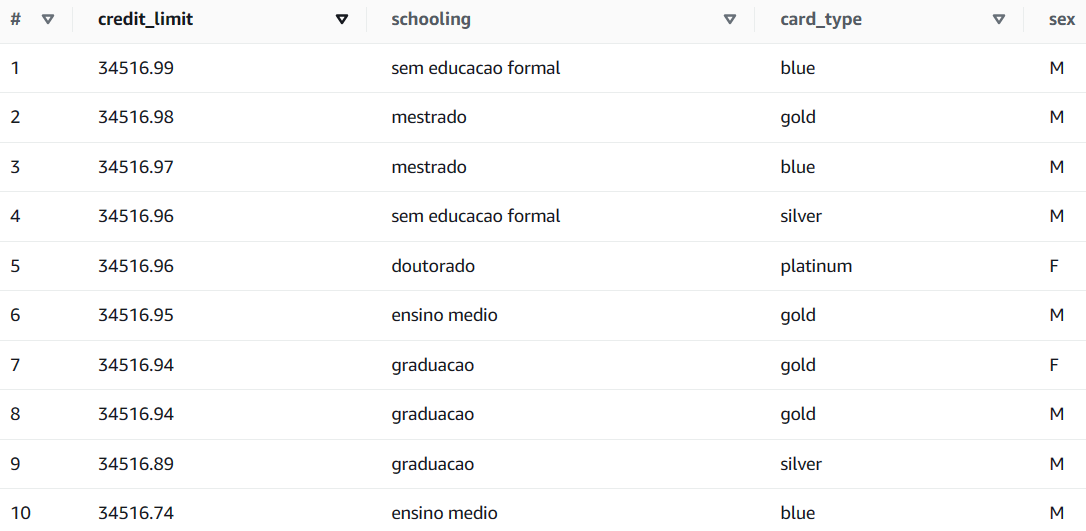 # credit_limit schooling card_type sex
1 34516.99 sem educacao formal blue M
2 34516.98 mestrado gold M
3 34516.97 mestrado blue M
4 34516.96 sem educacao formal silver M
5 34516.96 doutorado platinum F
6 34516.95 ensino medio gold M
7 34516.94 graduacao gold F
8 34516.94 graduacao gold M
9 34516.89 graduacao silver M
10 34516.74 ensino medio blue M